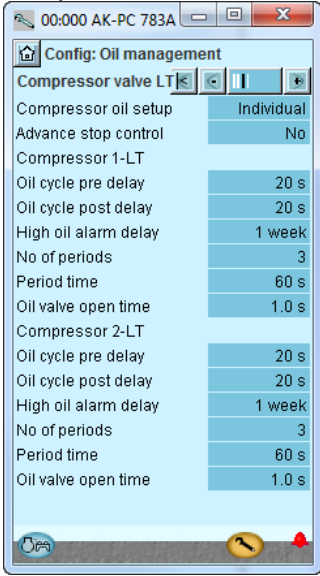 00:000 AK-PC 783A
Config: Oil management
Compressor valve LT
Compressor oil setup Individual
Advance stop control No
Compressor 1-LT
Oil cycle pre delay 20 s
Oil cycle post delay 20 s
High oil alarm delay 1 week
No of periods 3
Period time 60 s
Oil valve open time 1.0 s
Compressor 2-LT
Oil cycle pre delay 20 s
Oil cycle post delay 20 s
High oil alarm delay 1 week
No of periods 3
Period time 60 s
Oil valve open time 1.0 s